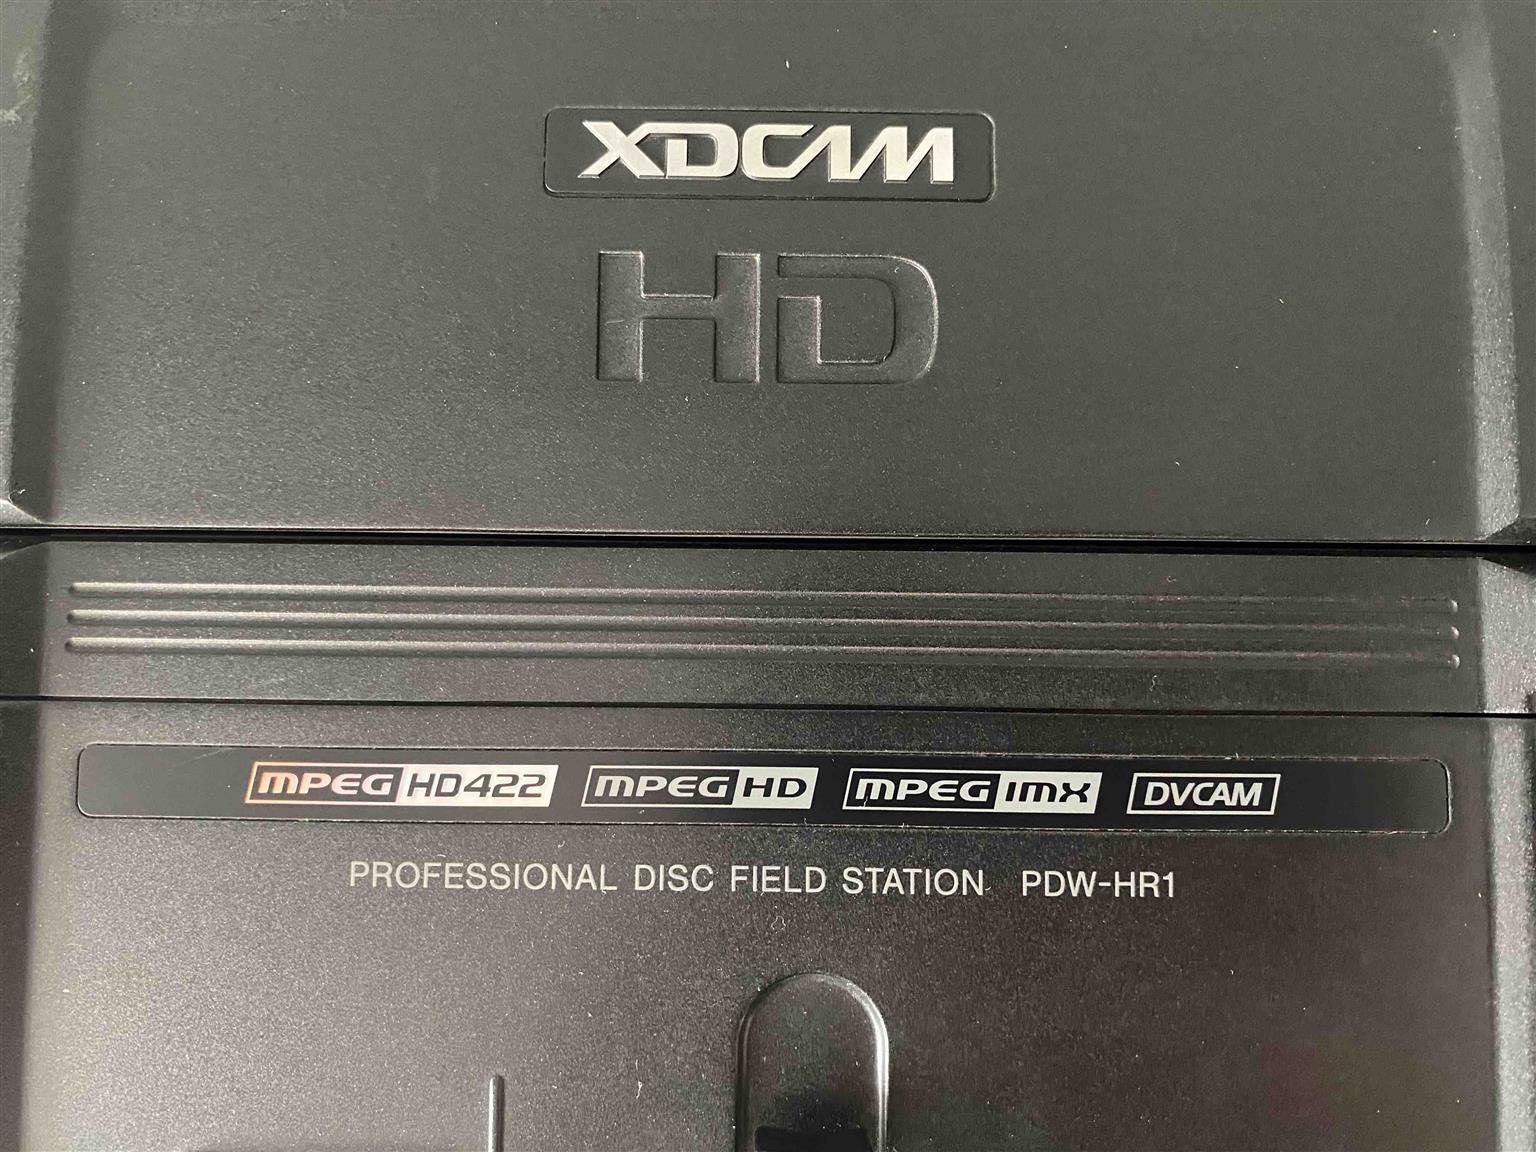 XDCAM
HD
MPEG HD422 MPEG HD MPEG IMX DVCAM
PROFESSIONAL DISC FIELD STATION PDW-HR1